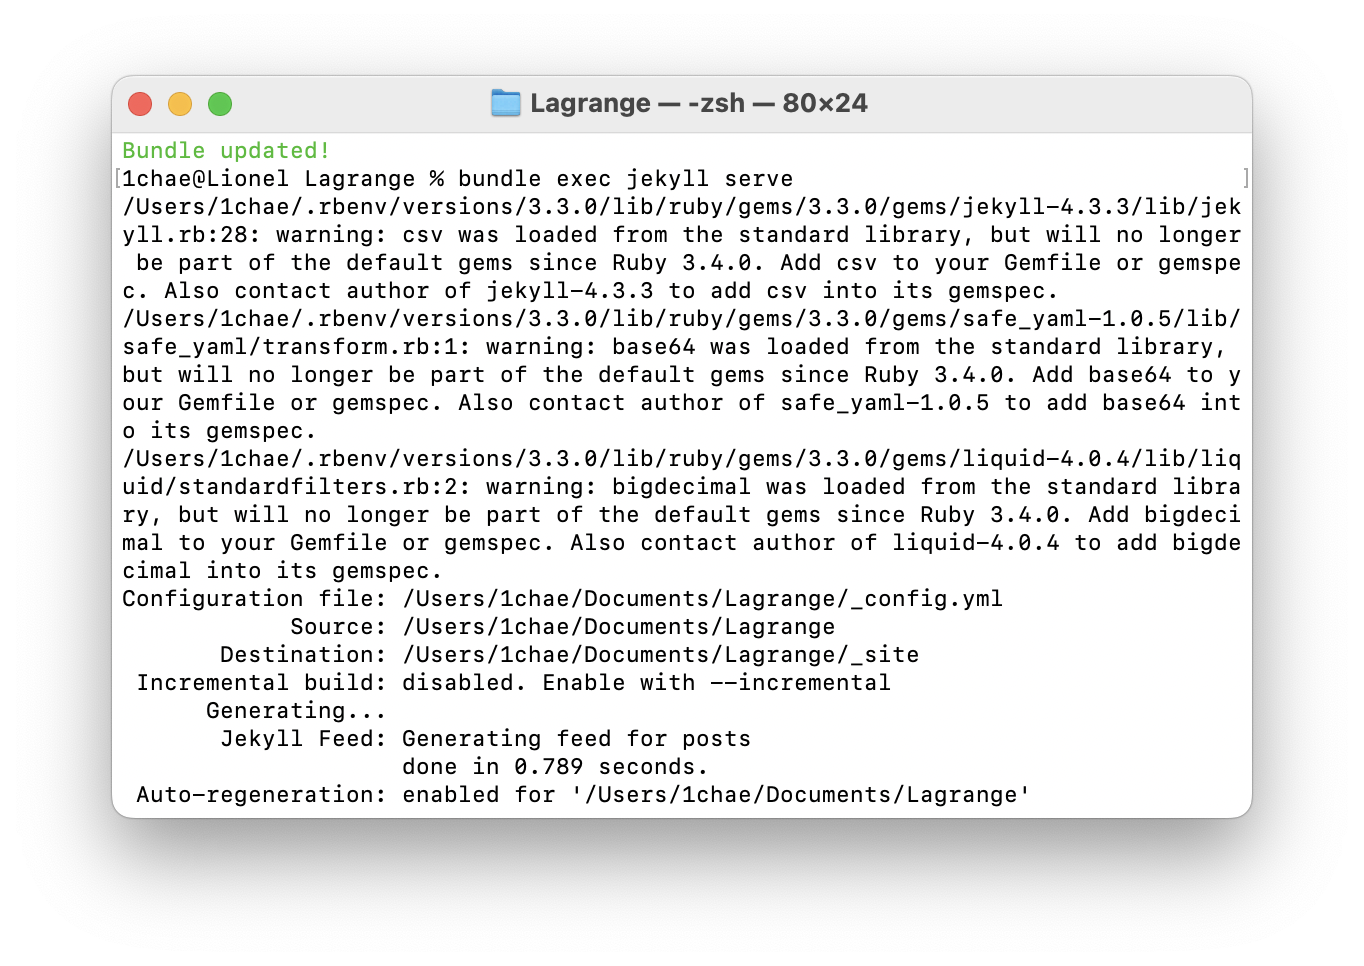 Lagrange — -zsh — 80×24
Bundle updated!
[1chae@Lionel Lagrange % bundle exec jekyll serve ]
/Users/1chae/.rbenv/versions/3.3.0/lib/ruby/gems/3.3.0/gems/jekyll-4.3.3/lib/jek
yll.rb:28: warning: csv was loaded from the standard library, but will no longer
 be part of the default gems since Ruby 3.4.0. Add csv to your Gemfile or gemspe
c. Also contact author of jekyll-4.3.3 to add csv into its gemspec.
/Users/1chae/.rbenv/versions/3.3.0/lib/ruby/gems/3.3.0/gems/safe_yaml-1.0.5/lib/
safe_yaml/transform.rb:1: warning: base64 was loaded from the standard library,
but will no longer be part of the default gems since Ruby 3.4.0. Add base64 to y
our Gemfile or gemspec. Also contact author of safe_yaml-1.0.5 to add base64 int
o its gemspec.
/Users/1chae/.rbenv/versions/3.3.0/lib/ruby/gems/3.3.0/gems/liquid-4.0.4/lib/liq
uid/standardfilters.rb:2: warning: bigdecimal was loaded from the standard libra
ry, but will no longer be part of the default gems since Ruby 3.4.0. Add bigdeci
mal to your Gemfile or gemspec. Also contact author of liquid-4.0.4 to add bigde
cimal into its gemspec.
Configuration file: /Users/1chae/Documents/Lagrange/_config.yml
            Source: /Users/1chae/Documents/Lagrange
       Destination: /Users/1chae/Documents/Lagrange/_site
 Incremental build: disabled. Enable with --incremental
      Generating...
       Jekyll Feed: Generating feed for posts
                    done in 0.789 seconds.
 Auto-regeneration: enabled for '/Users/1chae/Documents/Lagrange'